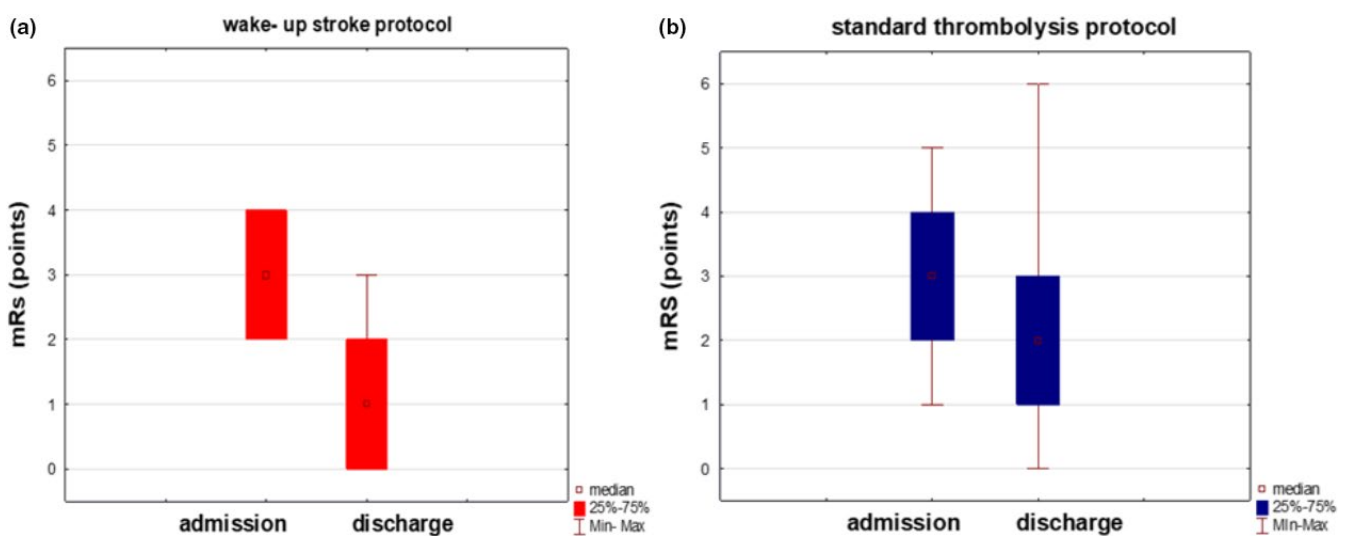 (a)
wake- up stroke protocol
6
5
4
3
2
1
0
mRs (points)
admission
discharge
median
25%-75%
Min- Max
(b)
standard thrombolysis protocol
6
5
4
3
2
1
0
mRS (points)
admission
discharge
median
25%-75%
MIn-Max